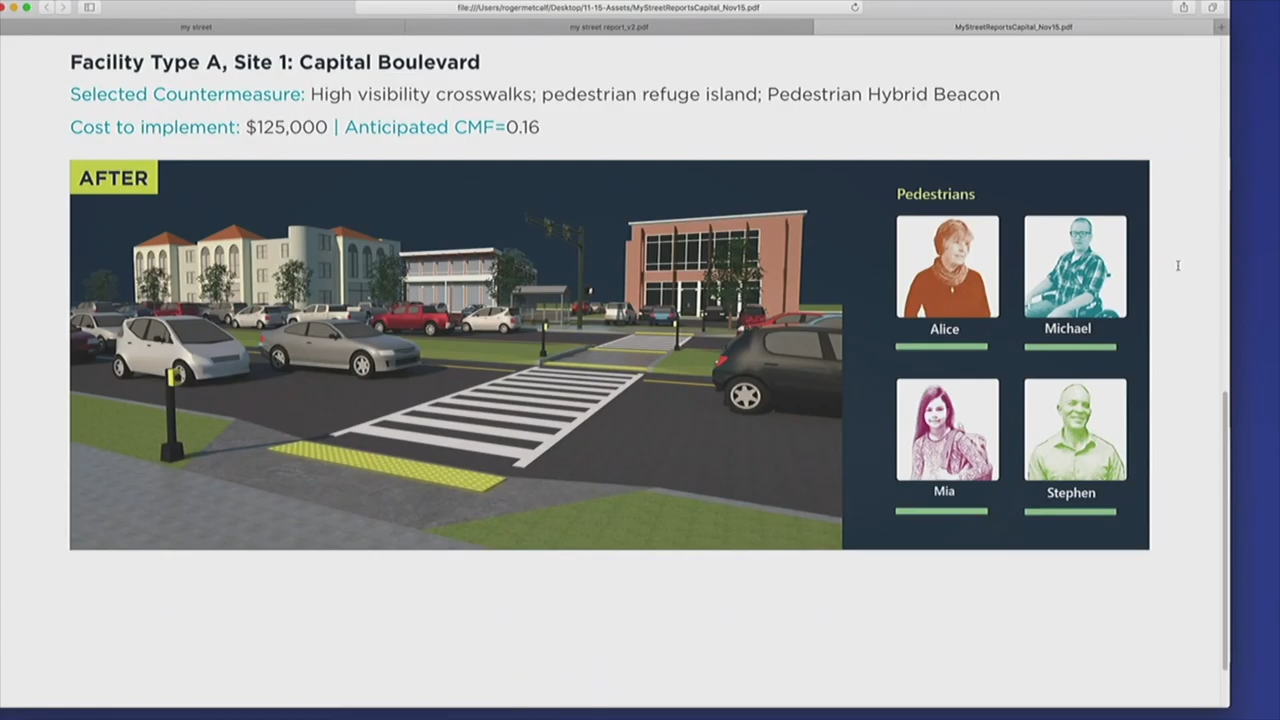 file:///Users/rogermetcalf/Desktop/11-15-Assets/MyStreetReportsCapital_Nov15.pdf
my street
my street report_v2.pdf
MyStreetReportsCapital_Nov15.pdf
Facility Type A, Site 1: Capital Boulevard
Selected Countermeasure: High visibility crosswalks; pedestrian refuge island; Pedestrian Hybrid Beacon
Cost to implement: $125,000 | Anticipated CMF=0.16
AFTER
Pedestrians
Alice
Michael
Mia
Stephen